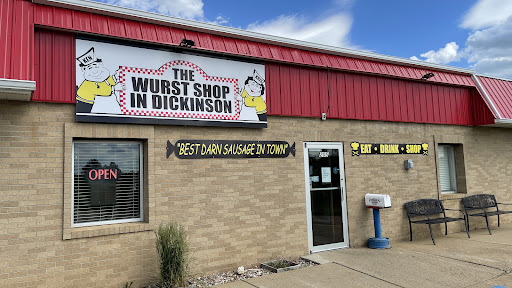 THE
WURST SHOP
IN DICKINSON
"BEST DARN SAUSAGE IN TOWN"
EAT • DRINK • SHOP
OPEN